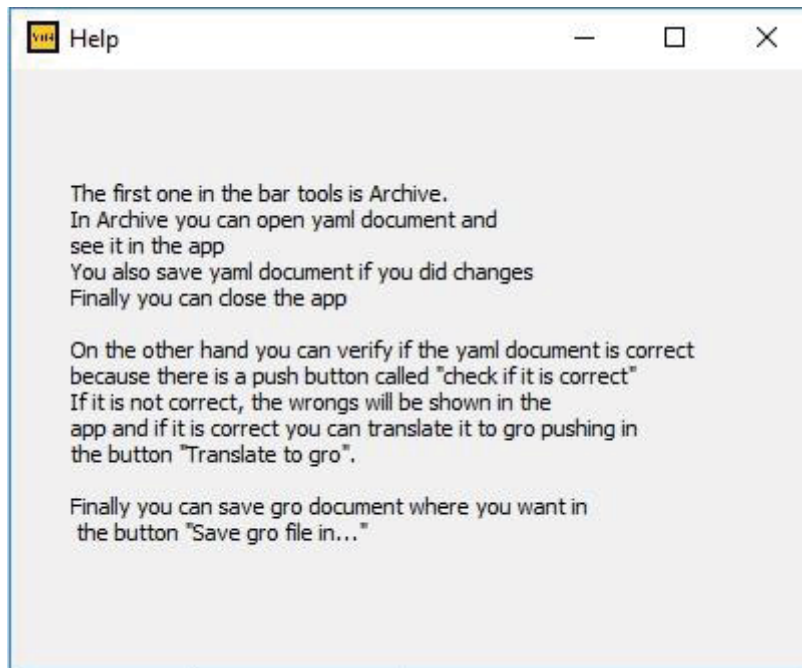 Help
The first one in the bar tools is Archive.
In Archive you can open yaml document and
see it in the app
You also save yaml document if you did changes
Finally you can close the app
On the other hand you can verify if the yaml document is correct
because there is a push button called "check if it is correct"
If it is not correct, the wrongs will be shown in the
app and if it is correct you can translate it to gro pushing in
the button "Translate to gro".
Finally you can save gro document where you want in
the button "Save gro file in..."